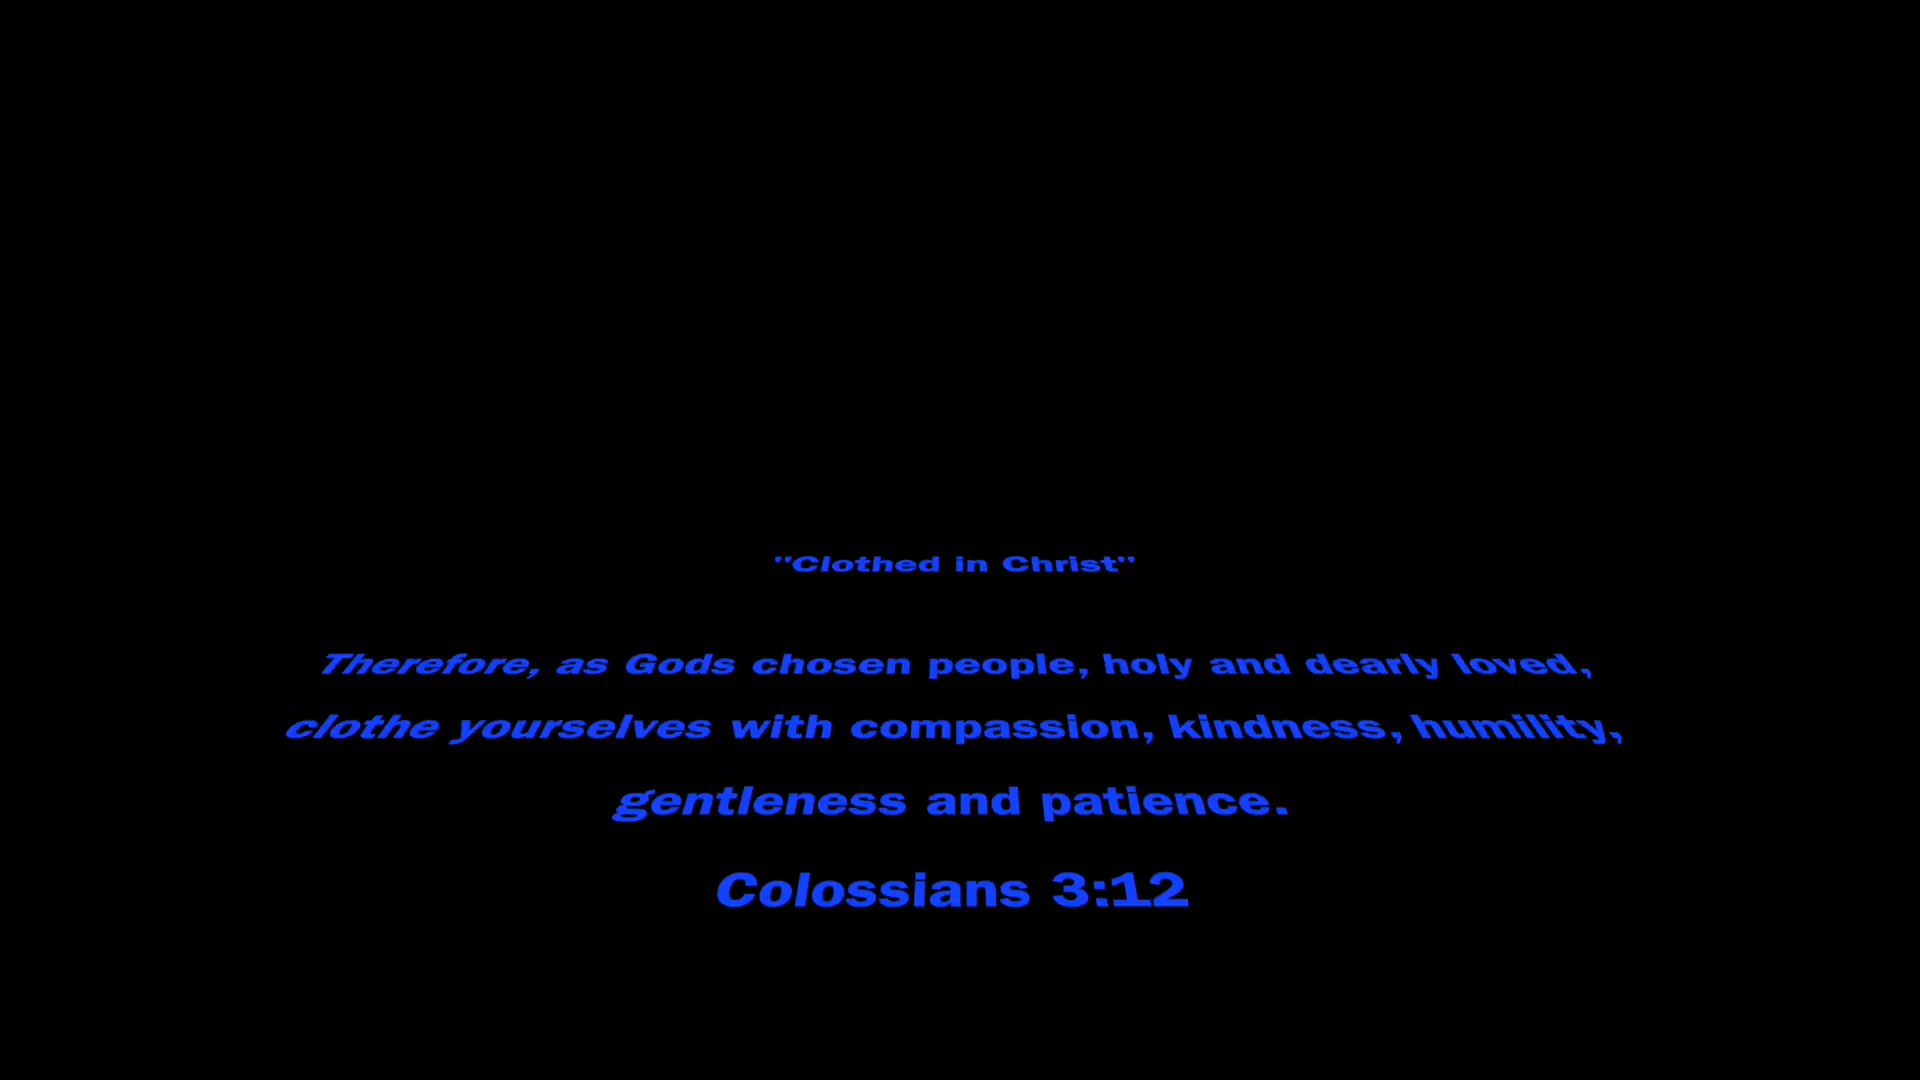 "Clothed in Christ"
Therefore, as Gods chosen people, holy and dearly loved,
clothe yourselves with compassion, kindness, humility,
gentleness and patience.
Colossians 3:12